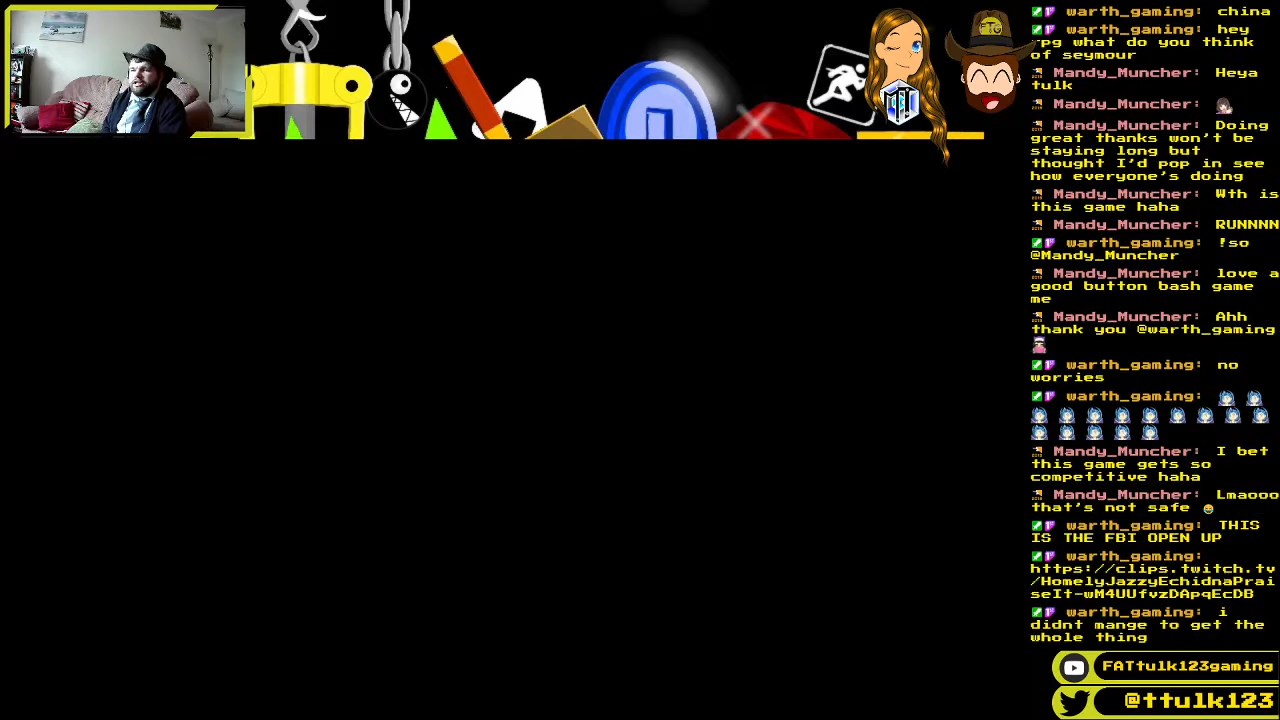 warth_gaming: china
warth_gaming: hey
rpg what do you think
of seymour
Mandy_Muncher: Heya
tulk
Mandy_Muncher:
Mandy_Muncher: Doing
great thanks won't be
staying long but
thought I'd pop in see
how everyone's doing
Mandy_Muncher: Wth is
this game haha
Mandy_Muncher: RUNNNN
warth_gaming: !so
@Mandy_Muncher
Mandy_Muncher: love a
good button bash game
me
Mandy_Muncher: Ahh
thank you @warth_gaming
warth_gaming: no
worries
warth_gaming:
Mandy_Muncher: I bet
this game gets so
competitive haha
Mandy_Muncher: Lmaooo
that's not safe
warth_gaming: THIS
IS THE FBI OPEN UP
warth_gaming:
https://clips.twitch.tv
/HomelyJazzyEchidnaPrai
seIt-wM4UUfvzDApqEcDB
warth_gaming: i
didnt mange to get the
whole thing
FATtulk123gaming
@ttulk123